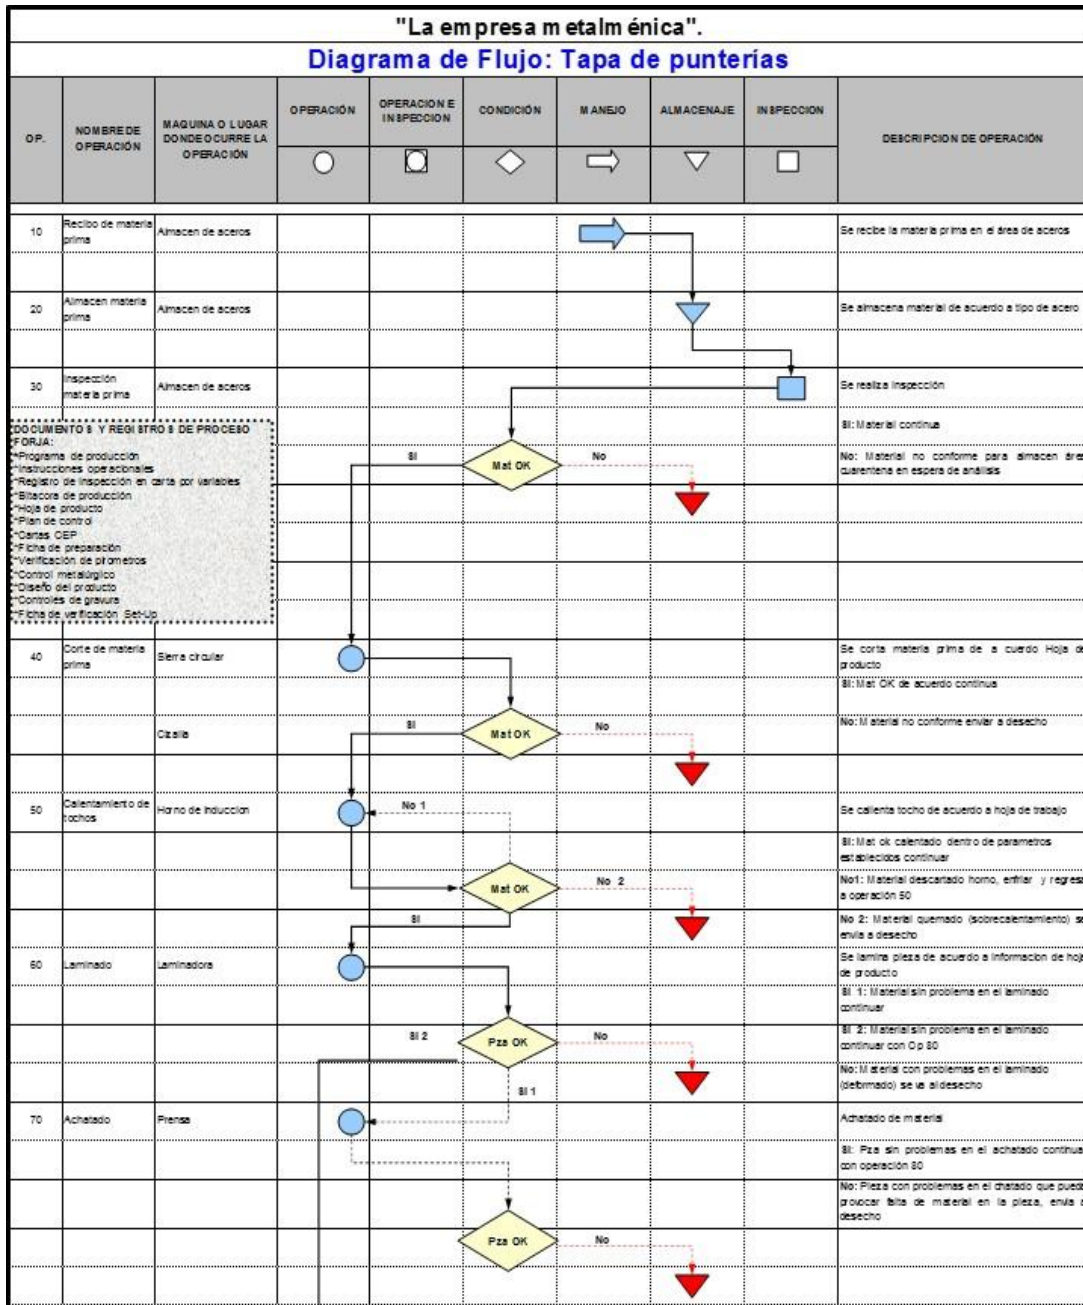 "La empresa metalménica".
Diagrama de Flujo: Tapa de punterías
OP.
NOMBRE DE
OPERACIÓN
MAQUINA O LUGAR
DONDE OCURRE LA
OPERACIÓN
OPERACIÓN
OPERACION E
INSPECCION
CONDICIÓN
MANEJO
ALMACENAJE
INSPECCION
DESCRIPCION DE OPERACIÓN
10
Recibo de materia
prima
Almacen de aceros
Se recibe la materia prima en el área de aceros
20
Almacen materia
prima
Almacen de aceros
Se almacena material de acuerdo a tipo de acero
30
Inspección
materia prima
Almacen de aceros
Se realiza inspección
SI: Material continua
DOCUMENTOS Y REGISTROS DE PROCESO
FORJA:
*Programa de producción
*Instrucciones operacionales
*Registro de inspección en carta por variables
*Bitacora de producción
*Hoja de producto
*Plan de control
*Cartas CEP
*Ficha de preparación
*Verificación de pirometros
*Control metalúrgico
*Diseño del producto
*Controles de gravura
*Ficha de verificación Set-Up
SI
Mat OK
No
No: Material no conforme para almacen área
cuarentena en espera de análisis
40
Corte de materia
prima
Sierra circular
Se corta materia prima de a cuerdo Hoja de
producto
SI: Mat OK de acuerdo continua
Cizalla
SI
Mat OK
No
No: Material no conforme enviar a desecho
50
Calentamiento de
tochos
Horno de induccion
No 1
Se calienta tocho de acuerdo a hoja de trabajo
SI: Mat ok calentado dentro de parametros
establecidos continuar
Mat OK
No 2
No1: Material descartado horno, enfriar y regresa
a operación 50
SI
No 2: Material quemado (sobrecalentamiento) se
envia a desecho
60
Laminado
Laminadora
Se lamina pieza de acuerdo a informacion de hoja
de producto
SI 1: Material sin problema en el laminado
continuar
SI 2
Pza OK
No
SI 2: Material sin problema en el laminado
continuar con Op 80
No: Material con problemas en el laminado
(deformado) se va al desecho
SI 1
70
Achatado
Prensa
Achatado de material
SI: Pza sin problemas en el achatado continua
con operación 80
No: Pieza con problemas en el chatado que puede
provocar falta de material en la pieza, envia a
desecho
Pza OK
No